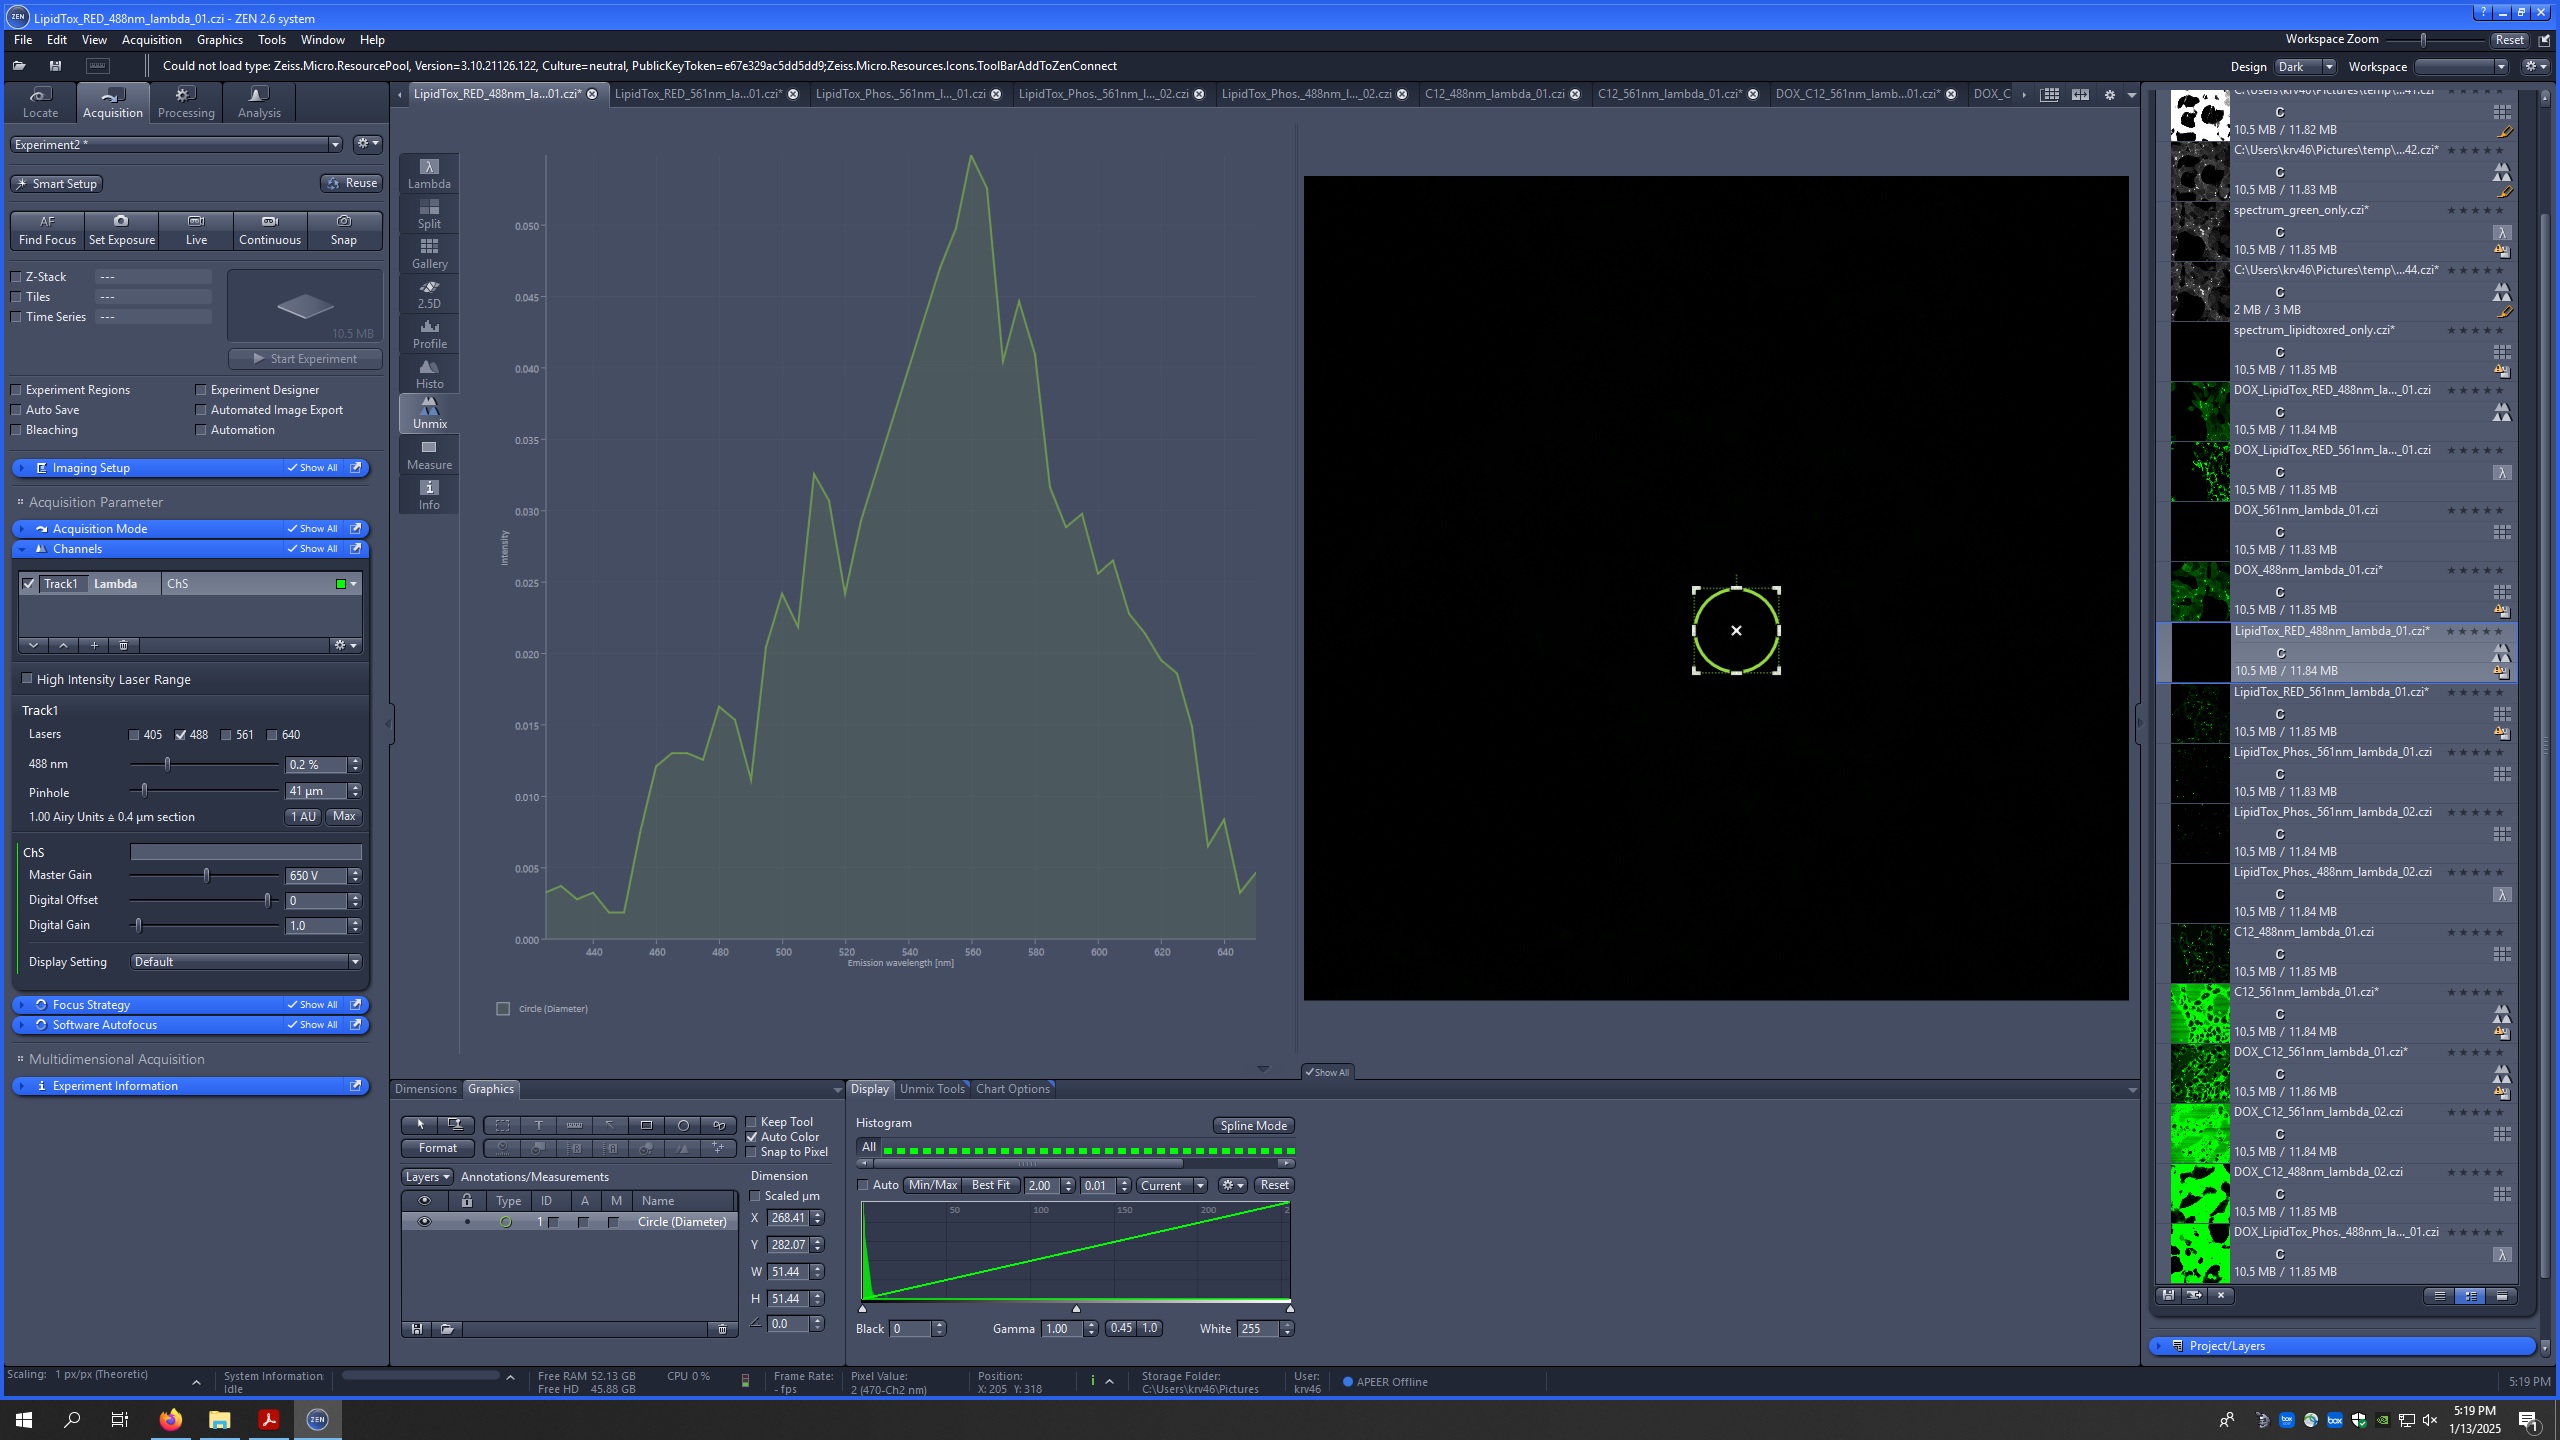 LipidTox_RED_488nm_lambda_01.czi - ZEN 2.6 system
File Edit View Acquisition Graphics Tools Window Help
Workspace Zoom Reset
Could not load type: Zeiss.Micro.ResourcePool, Version=3.10.21126.122, Culture=neutral, PublicKeyToken=e67e329ac5dd5dd9;Zeiss.Micro.Resources.Icons.ToolBarAddToZenConnect
Design Dark Workspace
Locate Acquisition Processing Analysis
LipidTox_RED_488nm_la...01.czi* LipidTox_RED_561nm_la...01.czi* LipidTox_Phos._561nm_l..._01.czi LipidTox_Phos._561nm_l..._02.czi LipidTox_Phos._488nm_l..._02.czi C12_488nm_lambda_01.czi C12_561nm_lambda_01.czi* DOX_C12_561nm_lamb...01.czi* DOX_C
Experiment2 *
Smart Setup Reuse
AF
Find Focus Set Exposure Live Continuous Snap
Z-Stack ---
Tiles ---
Time Series ---
10.5 MB
Start Experiment
Experiment Regions Experiment Designer
Auto Save Automated Image Export
Bleaching Automation
Imaging Setup Show All
Acquisition Parameter
Acquisition Mode Show All
Channels Show All
Track1 Lambda ChS
High Intensity Laser Range
Track1
Lasers 405 488 561 640
488 nm 0.2 %
Pinhole 41 µm
1.00 Airy Units ≙ 0.4 µm section 1 AU Max
ChS
Master Gain 650 V
Digital Offset 0
Digital Gain 1.0
Display Setting Default
Focus Strategy Show All
Software Autofocus Show All
Multidimensional Acquisition
Experiment Information
Lambda
Split
Gallery
2.5D
Profile
Histo
Unmix
Measure
Info
0.050
0.045
0.040
0.035
0.030
0.025
0.020
0.015
0.010
0.005
0.000
Intensity
440 460 480 500 520 540 560 580 600 620 640
Emission wavelength [nm]
Circle (Diameter)
Show All
Dimensions Graphics
Format
Keep Tool
Auto Color
Snap to Pixel
Layers Annotations/Measurements
Type ID A M Name
1 Circle (Diameter)
Dimension
Scaled µm
X 268.41
Y 282.07
W 51.44
H 51.44
0.0
Display Unmix Tools Chart Options
Histogram Spline Mode
All
Auto Min/Max Best Fit 2.00 0.01 Current Reset
50 100 150 200 2
Black 0 Gamma 1.00 0.45 1.0 White 255
C:\Users\krv46\Pictures\temp\...41.czi*
C
10.5 MB / 11.82 MB
C:\Users\krv46\Pictures\temp\...42.czi*
C
10.5 MB / 11.83 MB
spectrum_green_only.czi*
C
10.5 MB / 11.85 MB
C:\Users\krv46\Pictures\temp\...44.czi*
C
2 MB / 3 MB
spectrum_lipidtoxred_only.czi*
C
10.5 MB / 11.85 MB
DOX_LipidTox_RED_488nm_la..._01.czi
C
10.5 MB / 11.84 MB
DOX_LipidTox_RED_561nm_la..._01.czi
C
10.5 MB / 11.85 MB
DOX_561nm_lambda_01.czi
C
10.5 MB / 11.83 MB
DOX_488nm_lambda_01.czi*
C
10.5 MB / 11.85 MB
LipidTox_RED_488nm_lambda_01.czi*
C
10.5 MB / 11.84 MB
LipidTox_RED_561nm_lambda_01.czi*
C
10.5 MB / 11.85 MB
LipidTox_Phos._561nm_lambda_01.czi
C
10.5 MB / 11.83 MB
LipidTox_Phos._561nm_lambda_02.czi
C
10.5 MB / 11.84 MB
LipidTox_Phos._488nm_lambda_02.czi
C
10.5 MB / 11.84 MB
C12_488nm_lambda_01.czi
C
10.5 MB / 11.85 MB
C12_561nm_lambda_01.czi*
C
10.5 MB / 11.84 MB
DOX_C12_561nm_lambda_01.czi*
C
10.5 MB / 11.86 MB
DOX_C12_561nm_lambda_02.czi
C
10.5 MB / 11.84 MB
DOX_C12_488nm_lambda_02.czi
C
10.5 MB / 11.85 MB
DOX_LipidTox_Phos._488nm_la..._01.czi
C
10.5 MB / 11.85 MB
Project/Layers
Scaling: 1 px/px (Theoretic) System Information Idle Free RAM 52.13 GB Free HD 45.88 GB CPU 0 % Frame Rate: - fps Pixel Value: 2 (470-Ch2 nm) Position: X: 205 Y: 318 Storage Folder: C:\Users\krv46\Pictures User: krv46 APEER Offline 5:19 PM
ZEN
5:19 PM
1/13/2025